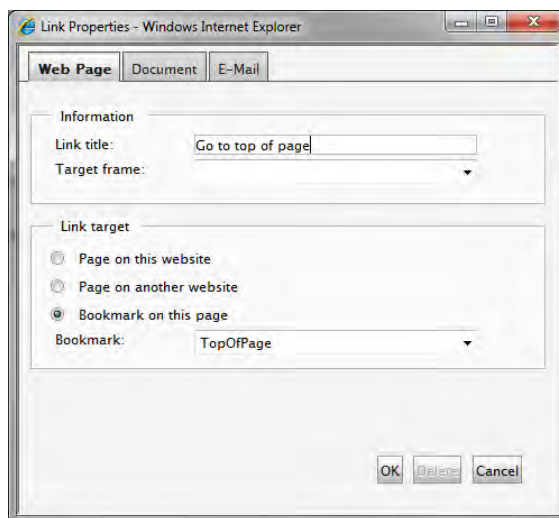 Link Properties - Windows Internet Explorer
Web Page Document E-Mail
Information
Link title: Go to top of page
Target frame:
Link target
Page on this website
Page on another website
Bookmark on this page
Bookmark: TopOfPage
OK Delete Cancel